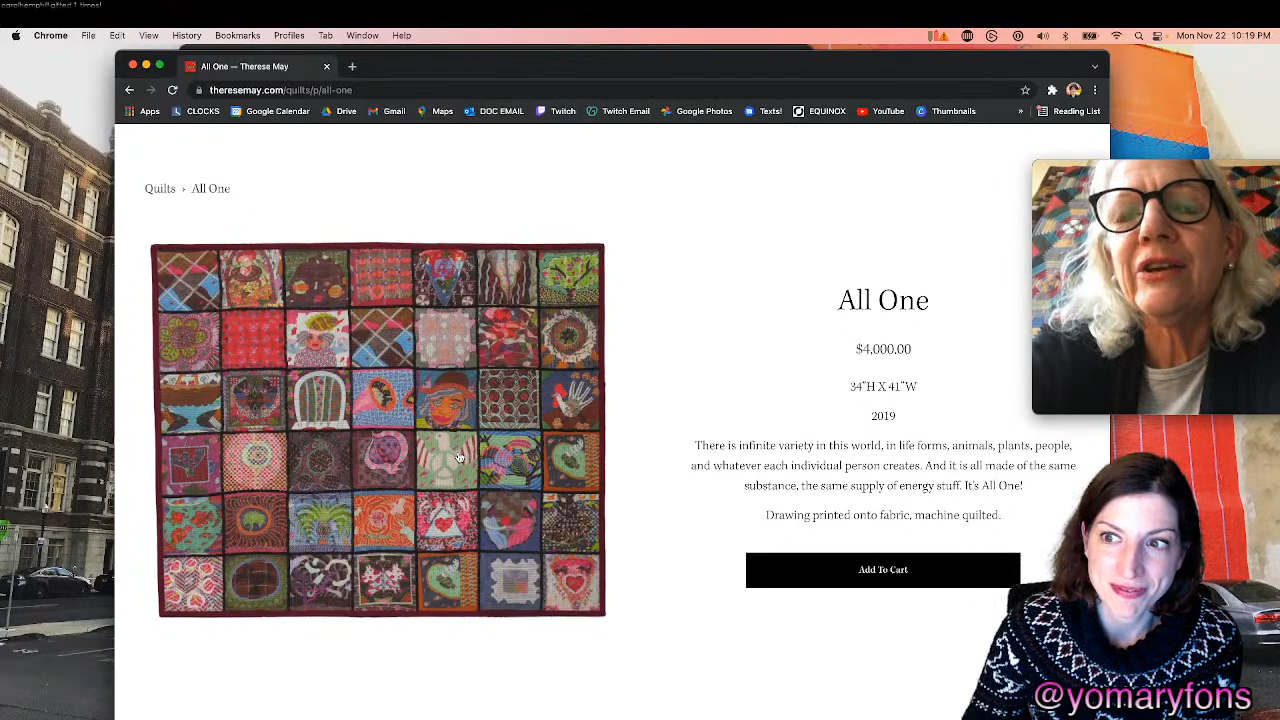 carolhemphill gifted 1 times!
Chrome File Edit View History Bookmarks Profiles Tab Window Help Mon Nov 22 10:19 PM
All One — Therese May
theresemay.com/quilts/p/all-one
Apps CLOCKS Google Calendar Drive Gmail Maps DOC EMAIL Twitch Twitch Email Google Photos Texts! EQUINOX YouTube Thumbnails » Reading List
Quilts › All One
All One
$4,000.00
34"H X 41"W
2019
There is infinite variety in this world, in life forms, animals, plants, people,
and whatever each individual person creates. And it is all made of the same
substance, the same supply of energy stuff. It's All One!
Drawing printed onto fabric, machine quilted.
Add To Cart
@yomaryfons